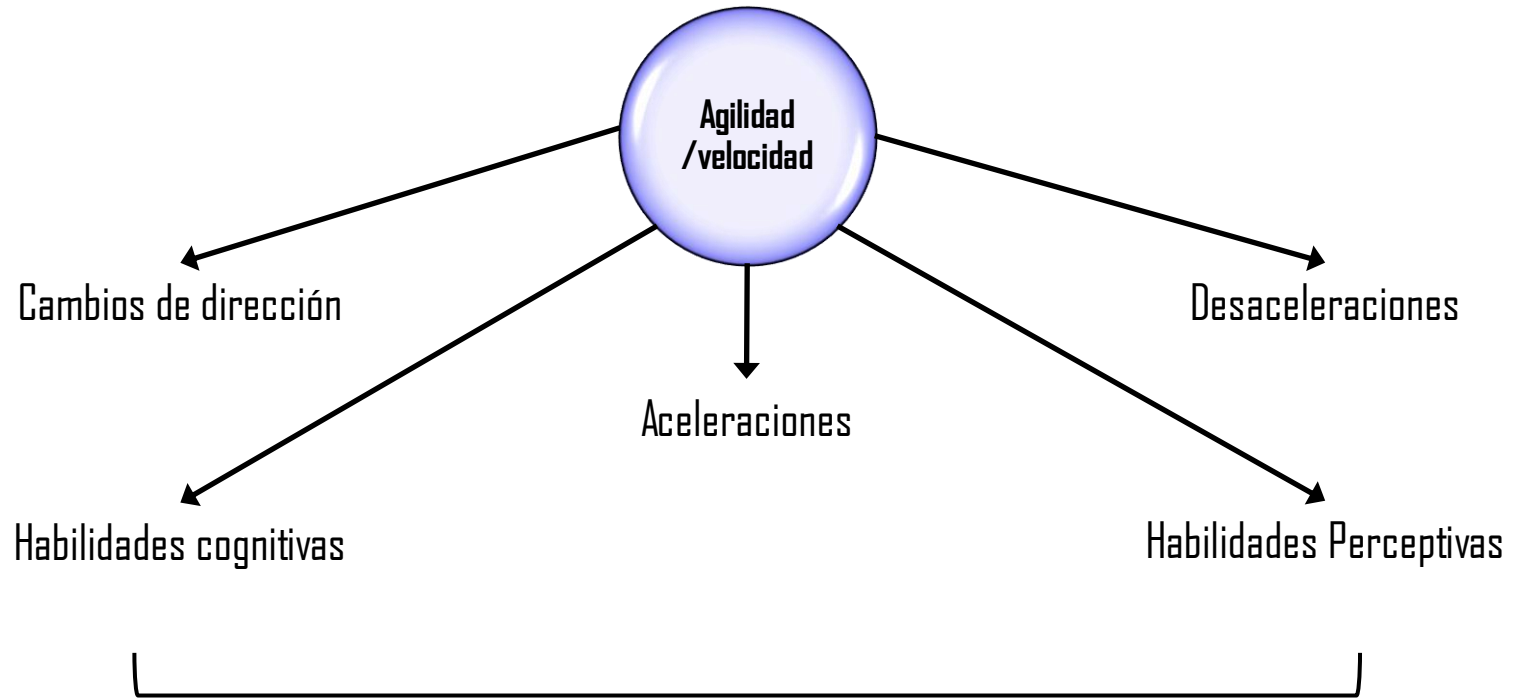 Agilidad
/velocidad
Cambios de dirección
Desaceleraciones
Aceleraciones
Habilidades cognitivas
Habilidades Perceptivas